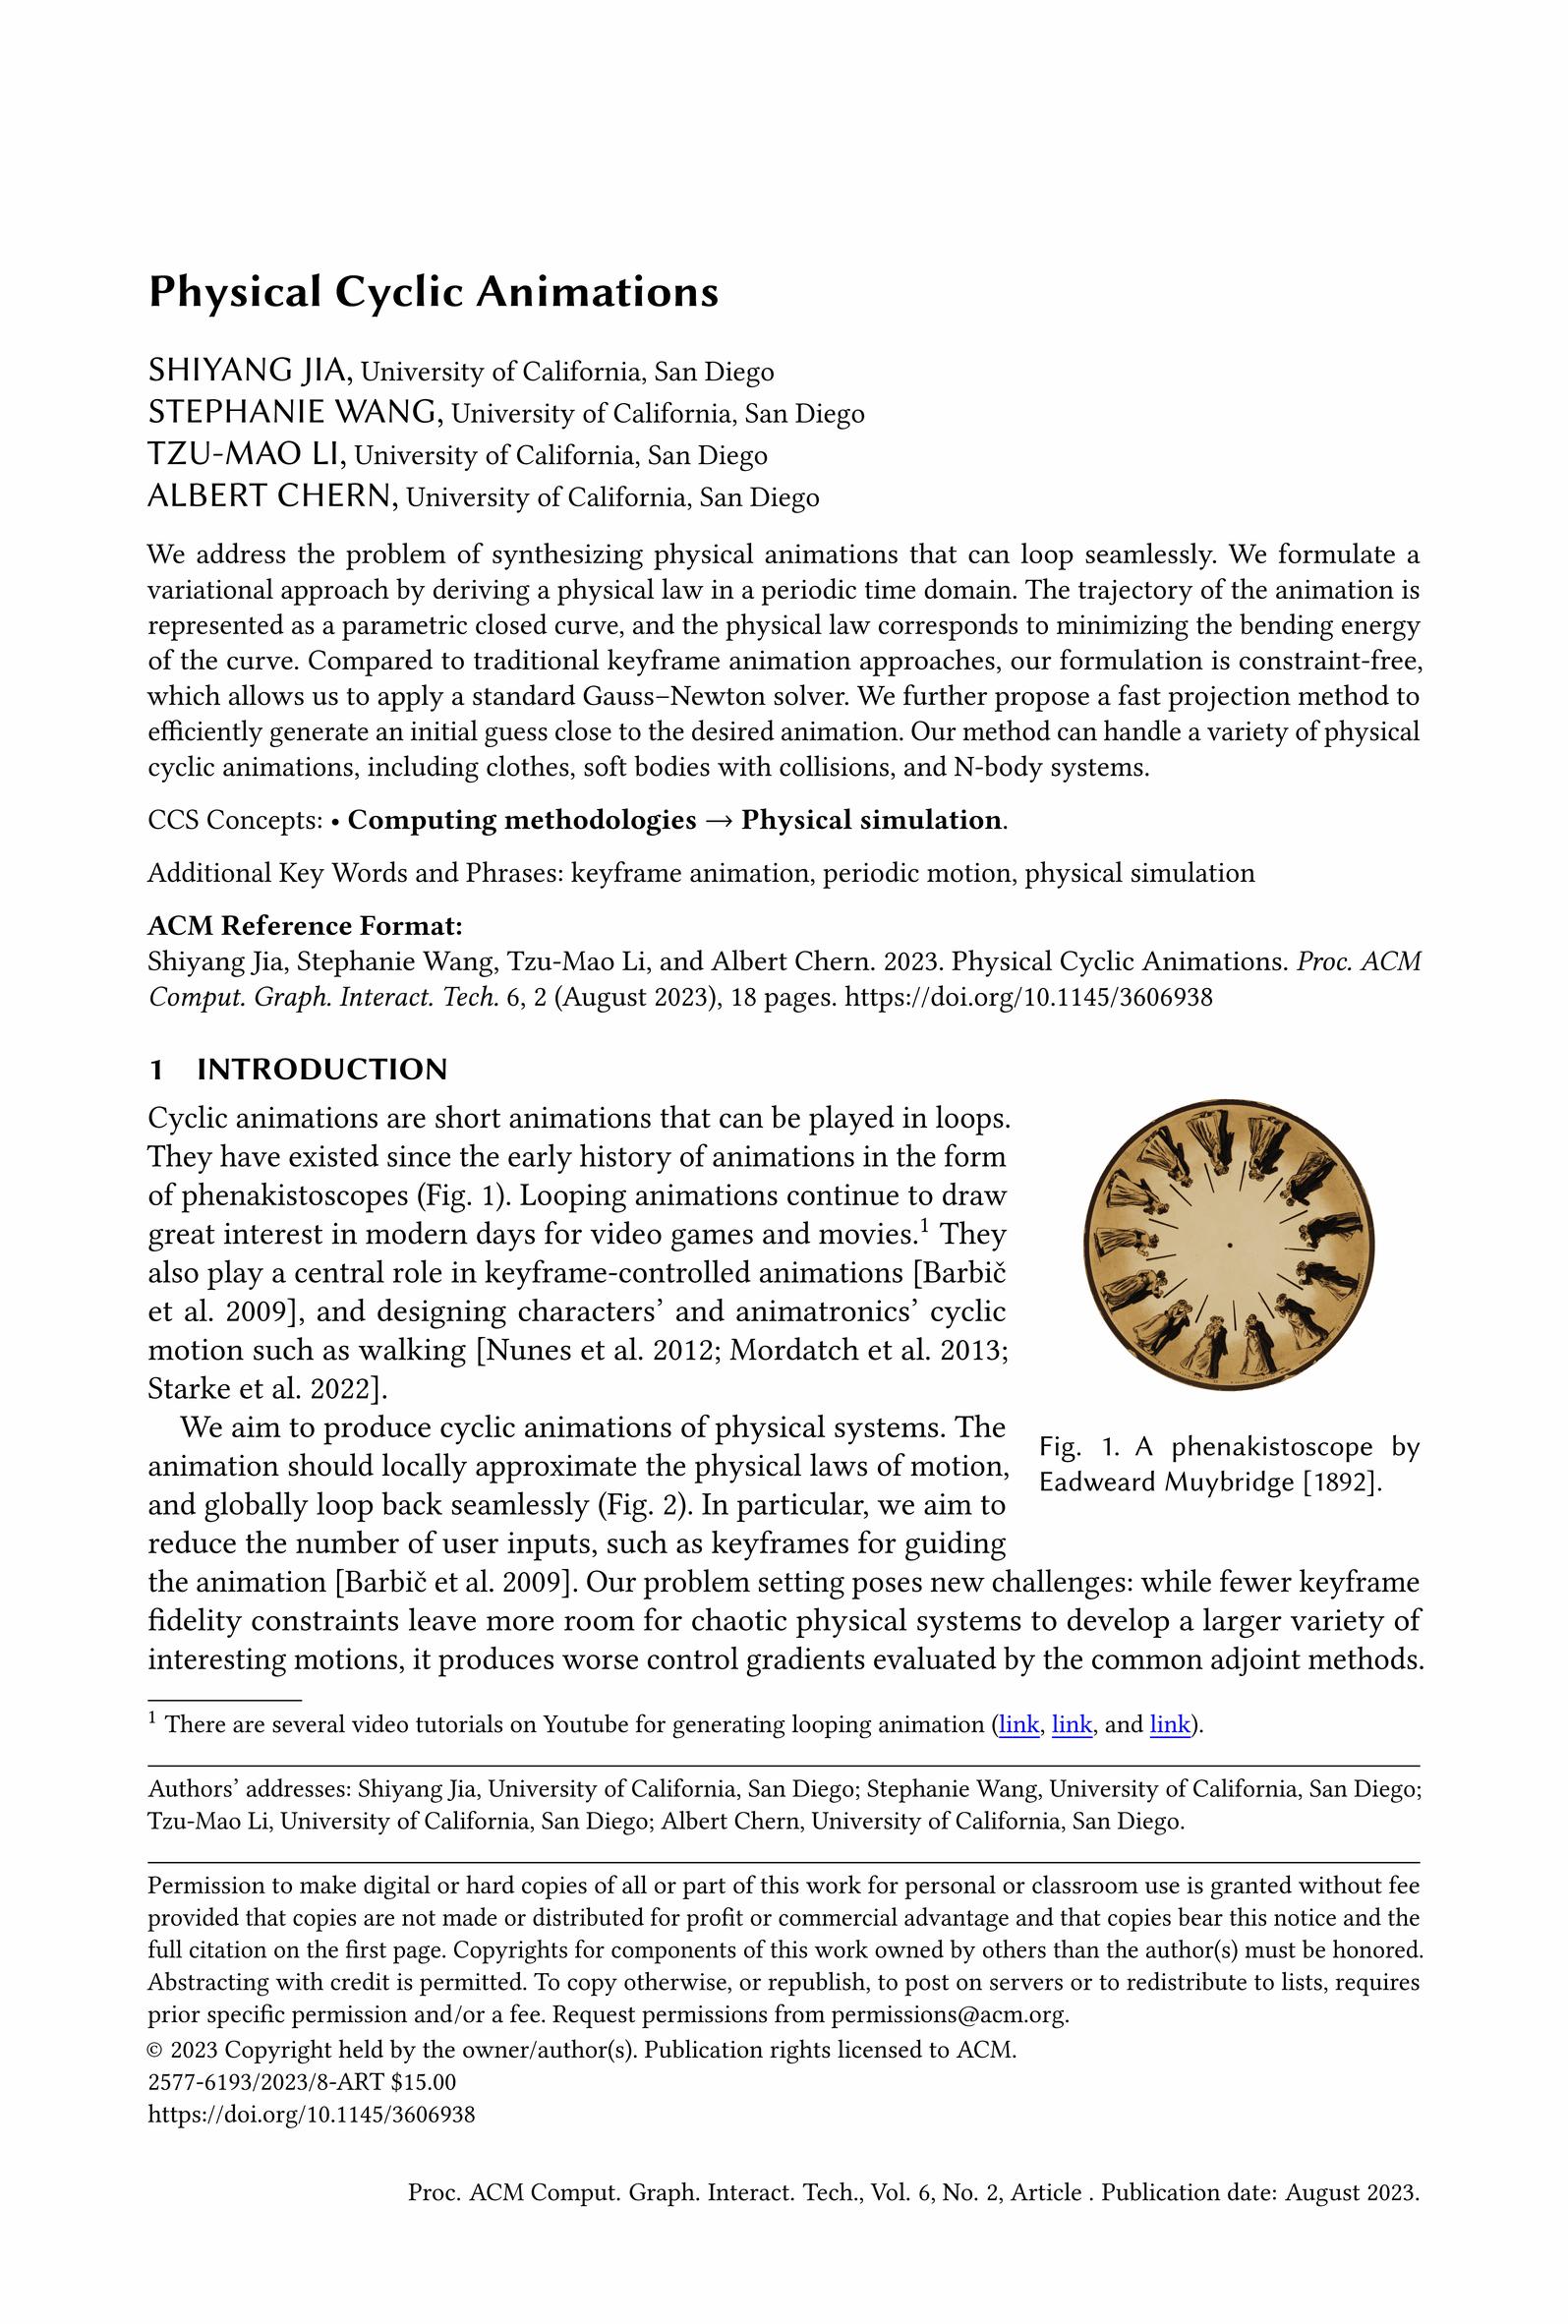 Physical Cyclic Animations
SHIYANG JIA, University of California, San Diego
STEPHANIE WANG, University of California, San Diego
TZU-MAO LI, University of California, San Diego
ALBERT CHERN, University of California, San Diego
We address the problem of synthesizing physical animations that can loop seamlessly. We formulate a
variational approach by deriving a physical law in a periodic time domain. The trajectory of the animation is
represented as a parametric closed curve, and the physical law corresponds to minimizing the bending energy
of the curve. Compared to traditional keyframe animation approaches, our formulation is constraint-free,
which allows us to apply a standard Gauss–Newton solver. We further propose a fast projection method to
efficiently generate an initial guess close to the desired animation. Our method can handle a variety of physical
cyclic animations, including clothes, soft bodies with collisions, and N-body systems.
CCS Concepts: • Computing methodologies → Physical simulation.
Additional Key Words and Phrases: keyframe animation, periodic motion, physical simulation
ACM Reference Format:
Shiyang Jia, Stephanie Wang, Tzu-Mao Li, and Albert Chern. 2023. Physical Cyclic Animations. Proc. ACM
Comput. Graph. Interact. Tech. 6, 2 (August 2023), 18 pages. https://doi.org/10.1145/3606938
1 INTRODUCTION
Cyclic animations are short animations that can be played in loops.
They have existed since the early history of animations in the form
of phenakistoscopes (Fig. 1). Looping animations continue to draw
great interest in modern days for video games and movies.1 They
also play a central role in keyframe-controlled animations [Barbič
et al. 2009], and designing characters’ and animatronics’ cyclic
motion such as walking [Nunes et al. 2012; Mordatch et al. 2013;
Starke et al. 2022].
We aim to produce cyclic animations of physical systems. The
animation should locally approximate the physical laws of motion,
and globally loop back seamlessly (Fig. 2). In particular, we aim to
reduce the number of user inputs, such as keyframes for guiding
the animation [Barbič et al. 2009]. Our problem setting poses new challenges: while fewer keyframe
fidelity constraints leave more room for chaotic physical systems to develop a larger variety of
interesting motions, it produces worse control gradients evaluated by the common adjoint methods.
Fig. 1. A phenakistoscope by
Eadweard Muybridge [1892].
1 There are several video tutorials on Youtube for generating looping animation (link, link, and link).
Authors’ addresses: Shiyang Jia, University of California, San Diego; Stephanie Wang, University of California, San Diego;
Tzu-Mao Li, University of California, San Diego; Albert Chern, University of California, San Diego.
Permission to make digital or hard copies of all or part of this work for personal or classroom use is granted without fee
provided that copies are not made or distributed for profit or commercial advantage and that copies bear this notice and the
full citation on the first page. Copyrights for components of this work owned by others than the author(s) must be honored.
Abstracting with credit is permitted. To copy otherwise, or republish, to post on servers or to redistribute to lists, requires
prior specific permission and/or a fee. Request permissions from permissions@acm.org.
© 2023 Copyright held by the owner/author(s). Publication rights licensed to ACM.
2577-6193/2023/8-ART $15.00
https://doi.org/10.1145/3606938
Proc. ACM Comput. Graph. Interact. Tech., Vol. 6, No. 2, Article . Publication date: August 2023.